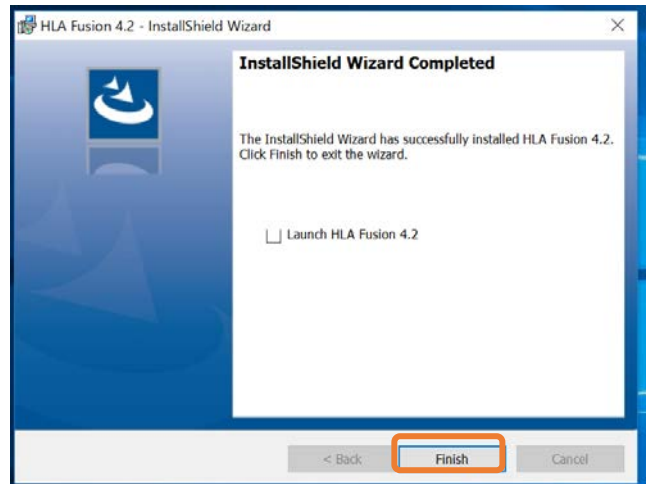 HLA Fusion 4.2 - InstallShield Wizard
InstallShield Wizard Completed
The InstallShield Wizard has successfully installed HLA Fusion 4.2.
Click Finish to exit the wizard.
Launch HLA Fusion 4.2
< Back
Finish
Cancel